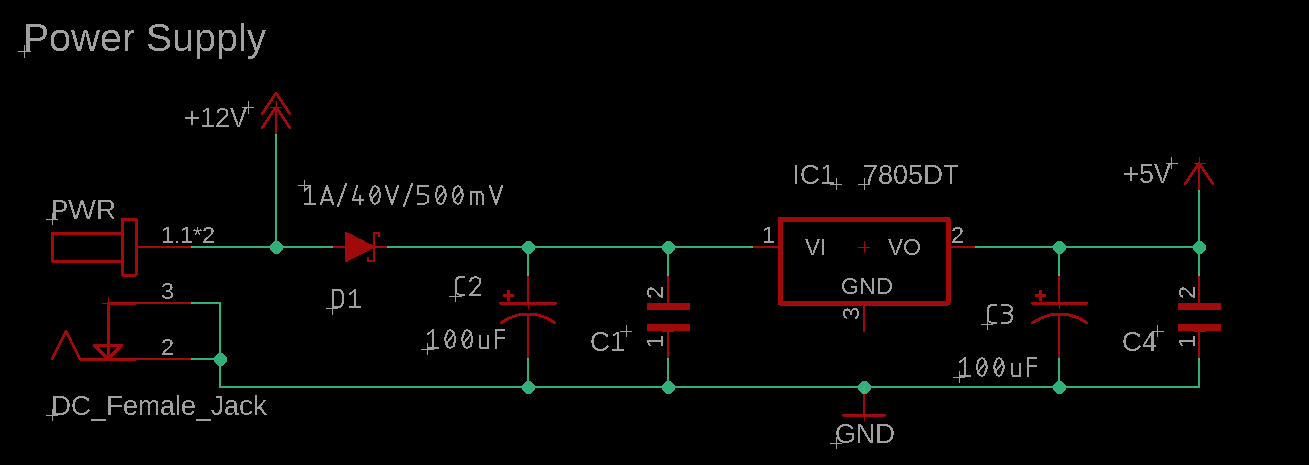 Power Supply
+12V
1A/40V/500mV
IC1 7805DT
+5V
PWR
1.1*2
1 VI VO 2
GND
3
3
2
D1
C2
100uF
2
C1
1
C3
100uF
2
C4
1
DC_Female_Jack
GND